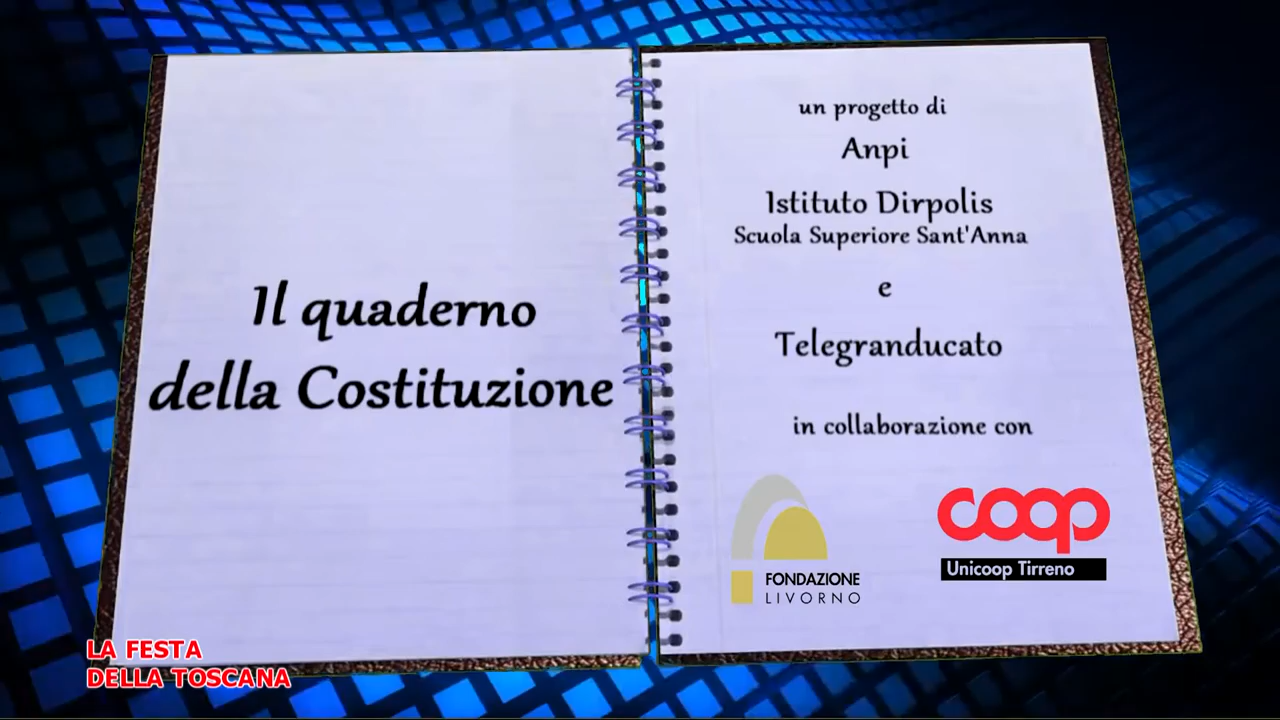 Il quaderno
della Costituzione
un progetto di
Anpi
Istituto Dirpolis
Scuola Superiore Sant'Anna
e
Telegranducato
in collaborazione con
FONDAZIONE
LIVORNO
coop
Unicoop Tirreno
LA FESTA
DELLA TOSCANA